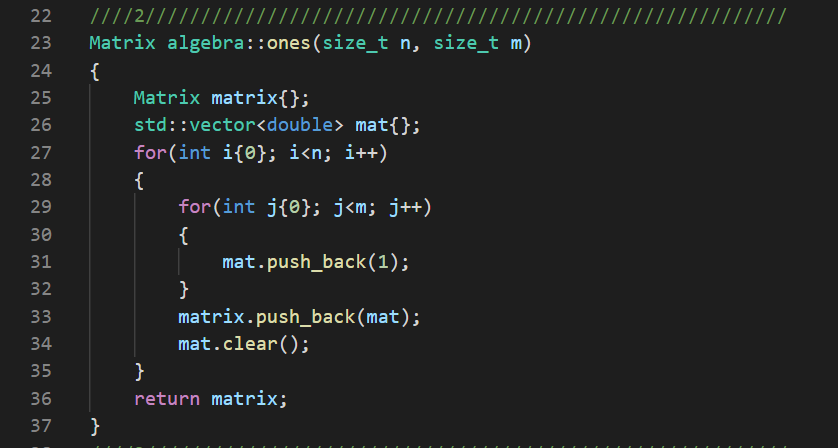 22 ////2//////////////////////////////////////////////////////////
23 Matrix algebra::ones(size_t n, size_t m)
24 {
25     Matrix matrix{};
26     std::vector<double> mat{};
27     for(int i{0}; i<n; i++)
28     {
29         for(int j{0}; j<m; j++)
30         {
31             mat.push_back(1);
32         }
33         matrix.push_back(mat);
34         mat.clear();
35     }
36     return matrix;
37 }